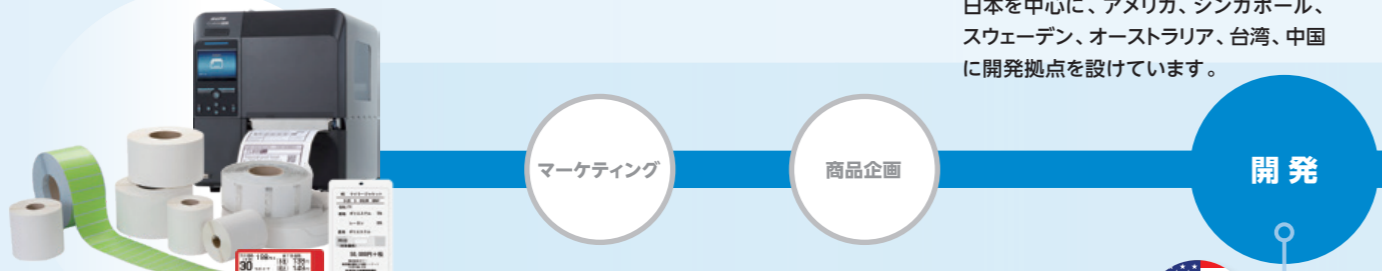 日本を中心に、アメリカ、シンガポール、
スウェーデン、オーストラリア、台湾、中国
に開発拠点を設けています。
マーケティング
商品企画
開発